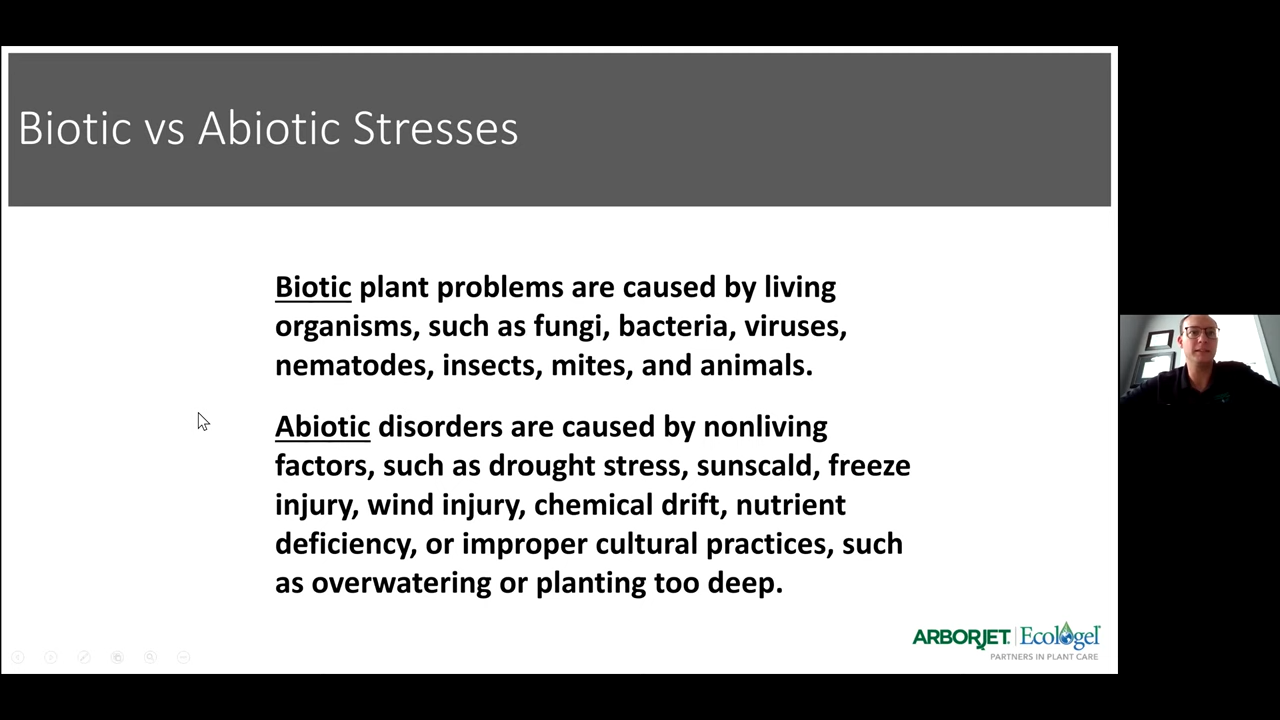 Biotic vs Abiotic Stresses
Biotic plant problems are caused by living
organisms, such as fungi, bacteria, viruses,
nematodes, insects, mites, and animals.
Abiotic disorders are caused by nonliving
factors, such as drought stress, sunscald, freeze
injury, wind injury, chemical drift, nutrient
deficiency, or improper cultural practices, such
as overwatering or planting too deep.
ARBORJET | Ecologel
PARTNERS IN PLANT CARE